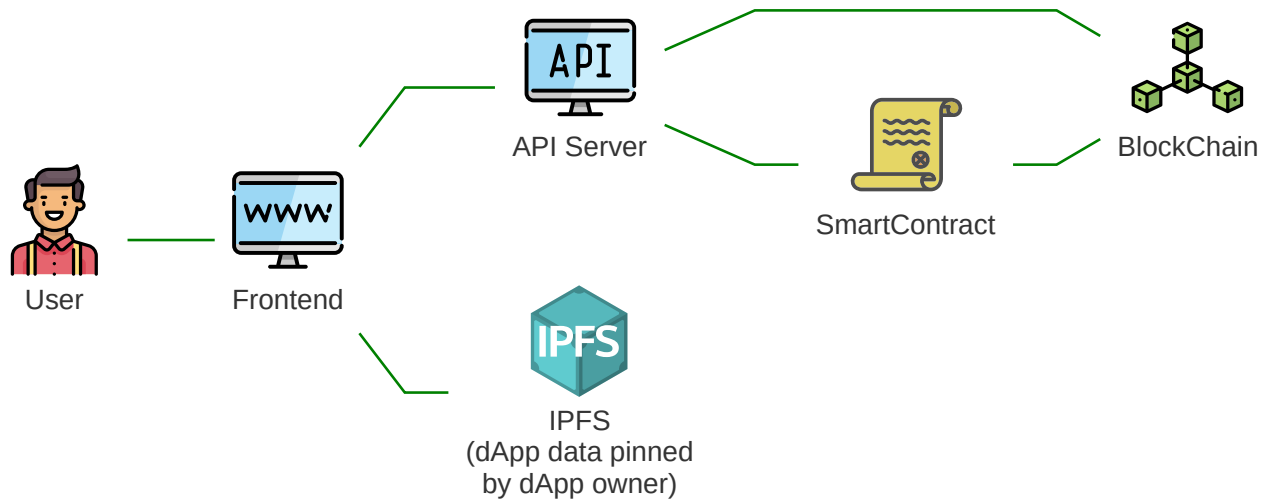 API
API Server
BlockChain
SmartContract
www
User
Frontend
IPFS
IPFS
(dApp data pinned
by dApp owner)